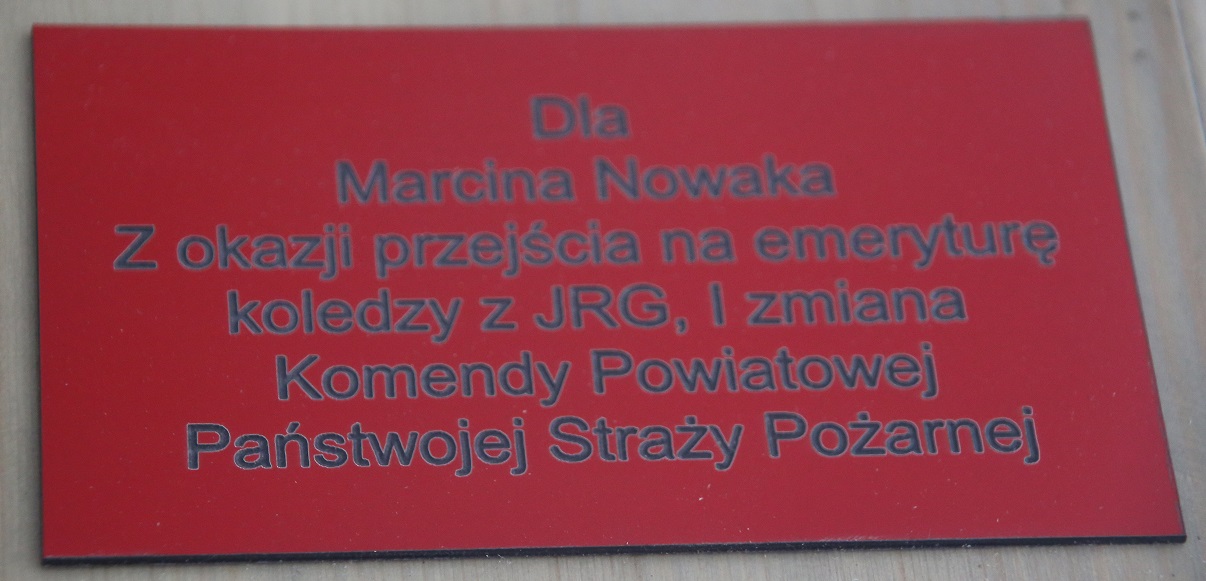 Dla
Marcina Nowaka
Z okazji przejścia na emeryturę
koledzy z JRG, I zmiana
Komendy Powiatowej
Państwojej Straży Pożarnej